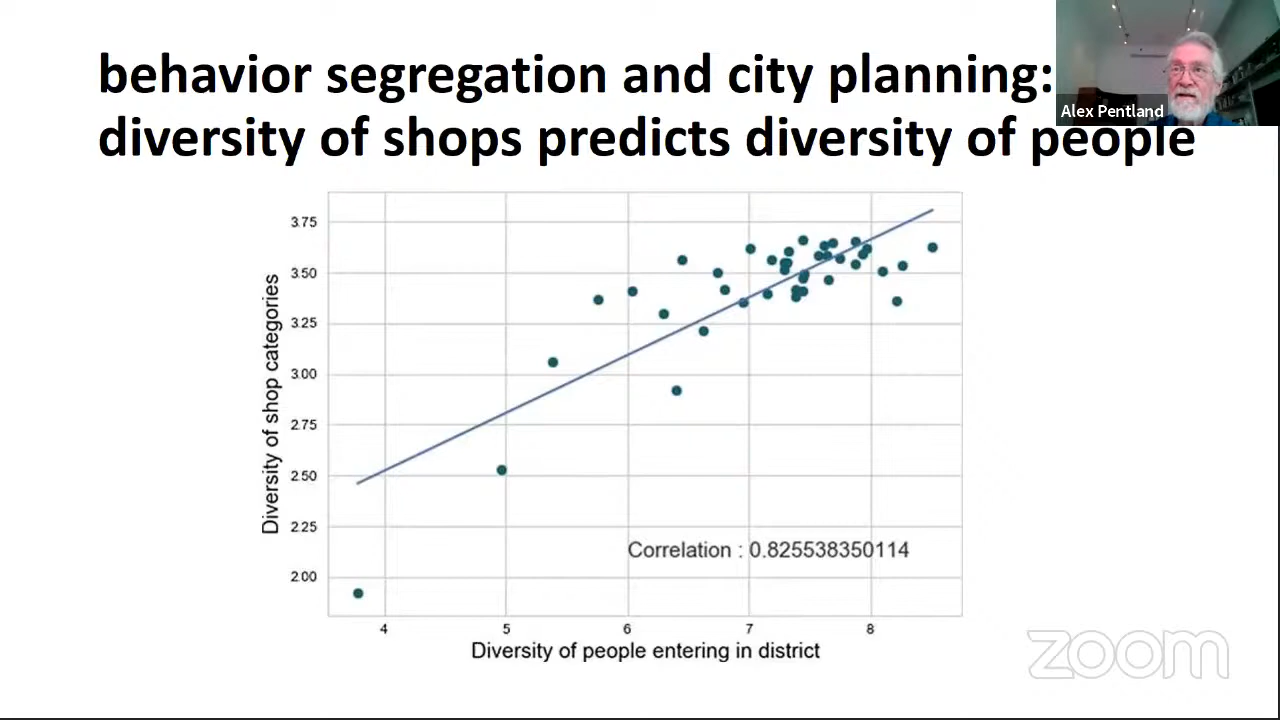 behavior segregation and city planning:
diversity of shops predicts diversity of people
Alex Pentland
3.75
3.50
3.25
3.00
2.75
2.50
2.25
2.00
Diversity of shop categories
Correlation : 0.825538350114
4 5 6 7 8
Diversity of people entering in district
zoom